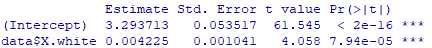 Estimate Std. Error t value Pr(>|t|)
(Intercept) 3.293713 0.053517 61.545 < 2e-16 ***
data$X.white 0.004225 0.001041 4.058 7.94e-05 ***